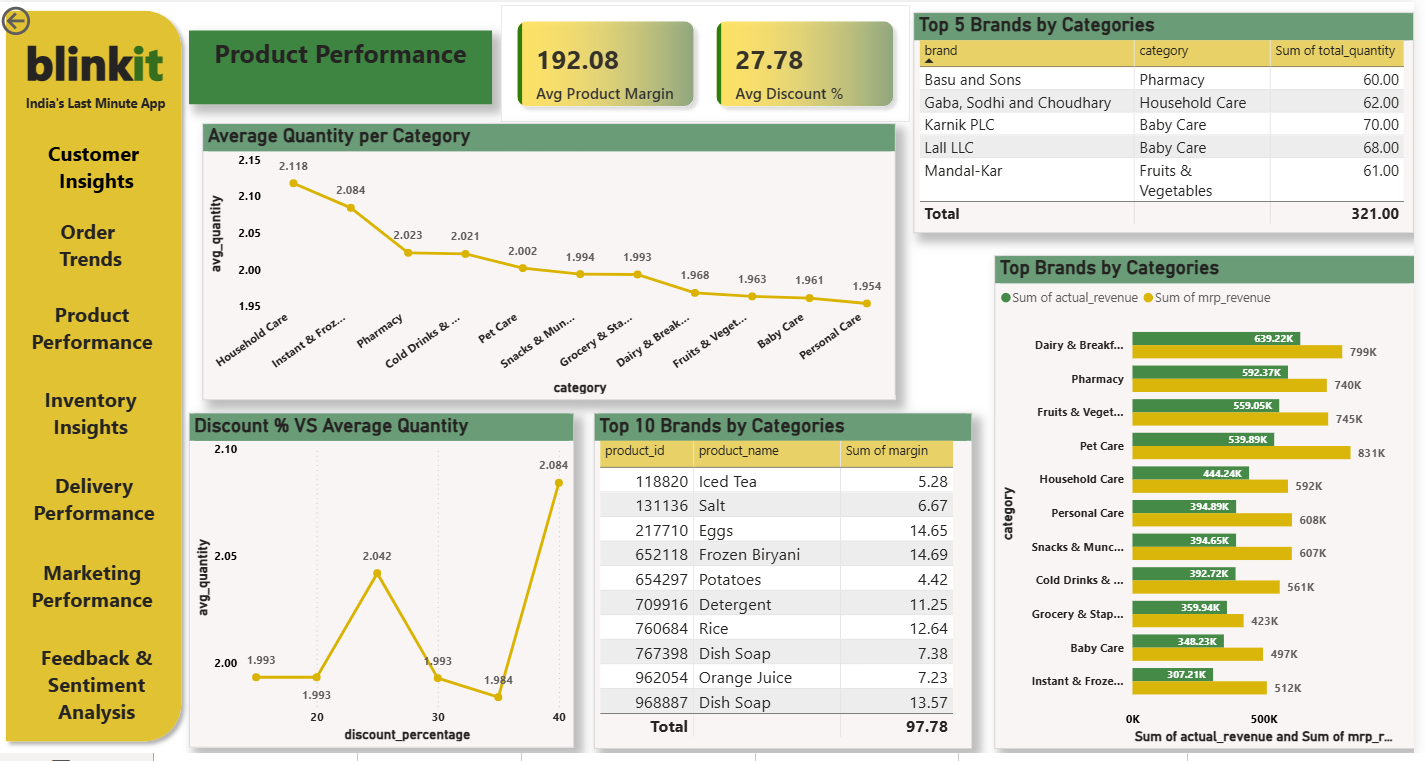 blinkit
India's Last Minute App
Customer
Insights
Order
Trends
Product
Performance
Inventory
Insights
Delivery
Performance
Marketing
Performance
Feedback &
Sentiment
Analysis
Product Performance
192.08
Avg Product Margin
27.78
Avg Discount %
Average Quantity per Category
avg_quantity
2.15
2.10
2.05
2.00
1.95
2.118
2.084
2.023
2.021
2.002
1.994
1.993
1.968
1.963
1.961
1.954
Household Care
Instant & Froz...
Pharmacy
Cold Drinks & ...
Pet Care
Snacks & Mun...
Grocery & Sta...
Dairy & Break...
Fruits & Veget...
Baby Care
Personal Care
category
Discount % VS Average Quantity
avg_quantity
2.10
2.05
2.00
1.993
1.993
2.042
1.993
1.984
2.084
20 30 40
discount_percentage
Top 10 Brands by Categories
product_id product_name Sum of margin
118820 Iced Tea 5.28
131136 Salt 6.67
217710 Eggs 14.65
652118 Frozen Biryani 14.69
654297 Potatoes 4.42
709916 Detergent 11.25
760684 Rice 12.64
767398 Dish Soap 7.38
962054 Orange Juice 7.23
968887 Dish Soap 13.57
Total 97.78
Top 5 Brands by Categories
brand category Sum of total_quantity
Basu and Sons Pharmacy 60.00
Gaba, Sodhi and Choudhary Household Care 62.00
Karnik PLC Baby Care 70.00
Lall LLC Baby Care 68.00
Mandal-Kar Fruits & 61.00
Vegetables
Total 321.00
Top Brands by Categories
Sum of actual_revenue Sum of mrp_revenue
category
Dairy & Breakf... 639.22K 799K
Pharmacy 592.37K 740K
Fruits & Veget... 559.05K 745K
Pet Care 539.89K 831K
Household Care 444.24K 592K
Personal Care 394.89K 608K
Snacks & Munc... 394.65K 607K
Cold Drinks & ... 392.72K 561K
Grocery & Stap... 359.94K 423K
Baby Care 348.23K 497K
Instant & Froze... 307.21K 512K
0K 500K
Sum of actual_revenue and Sum of mrp_r...